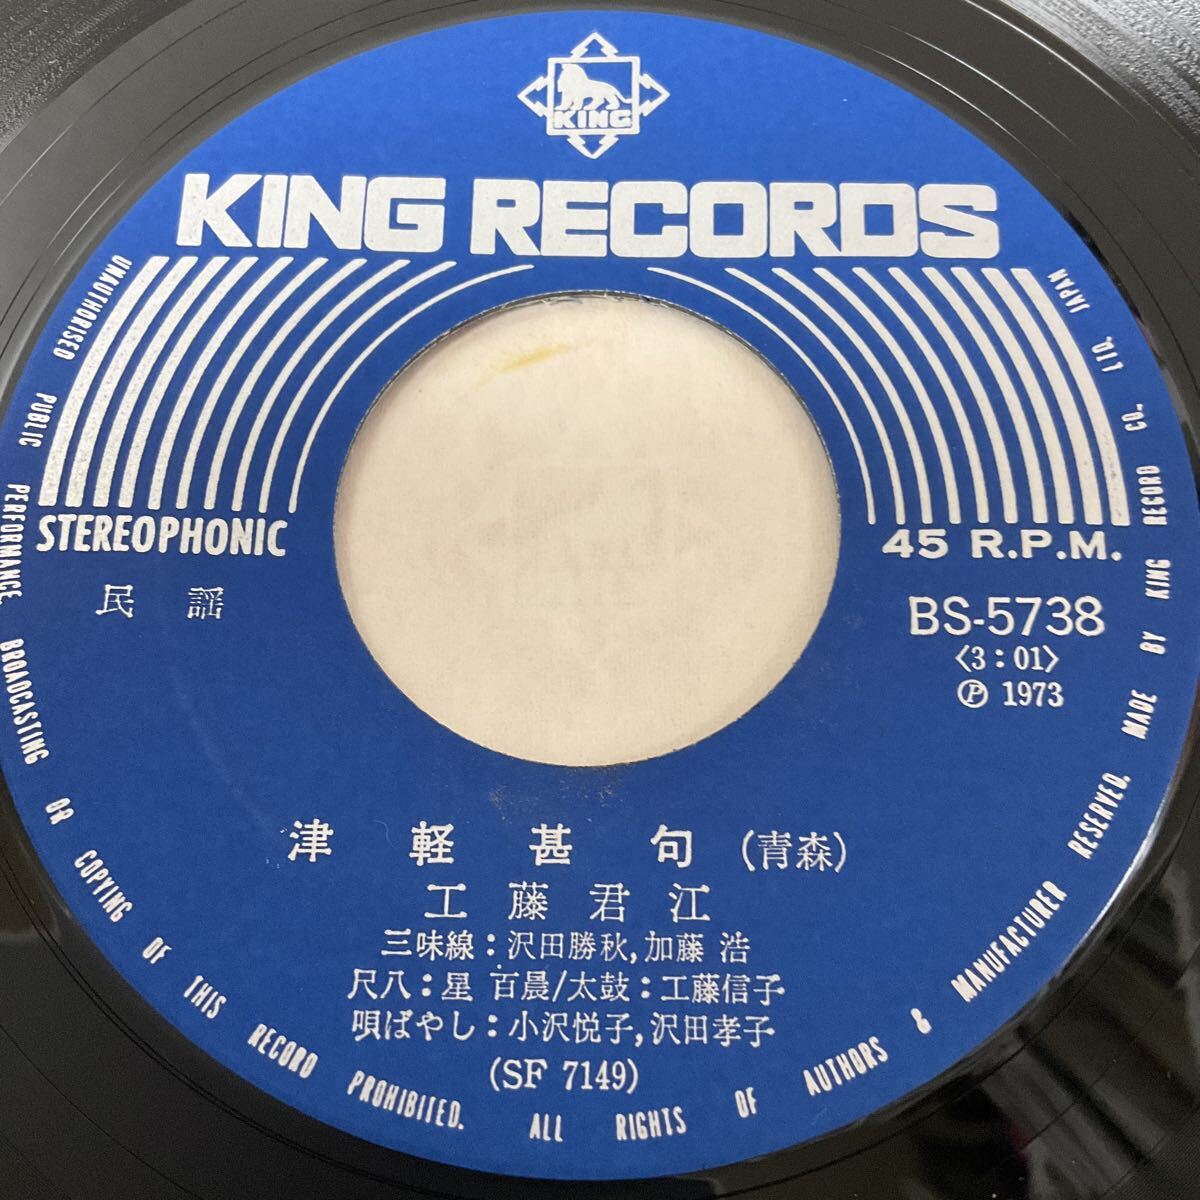 KING
KING RECORDS
STEREOPHONIC
45 R.P.M.
民謡
BS-5738
〈3:01〉
Ⓟ 1973
津軽甚句(青森)
工藤君江
三味線:沢田勝秋,加藤 浩
尺八:星 百晨/太鼓:工藤信子
唄ばやし:小沢悦子,沢田孝子
(SF 7149)
UNAUTHORISED PUBLIC PERFORMANCE, BROADCASTING OR COPYING OF THIS RECORD PROHIBITED. ALL RIGHTS OF AUTHORS & MANUFACTURER RESERVED. MADE BY KING RECORD CO., LTD, JAPAN